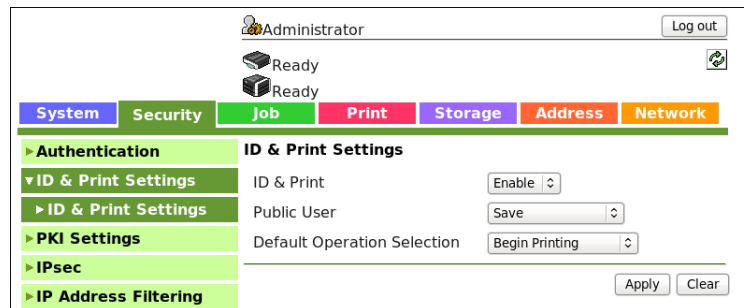 Administrator
Log out
Ready
Ready
System Security Job Print Storage Address Network
Authentication
ID & Print Settings
ID & Print Settings
PKI Settings
IPsec
IP Address Filtering
ID & Print Settings
ID & Print Enable
Public User Save
Default Operation Selection Begin Printing
Apply Clear